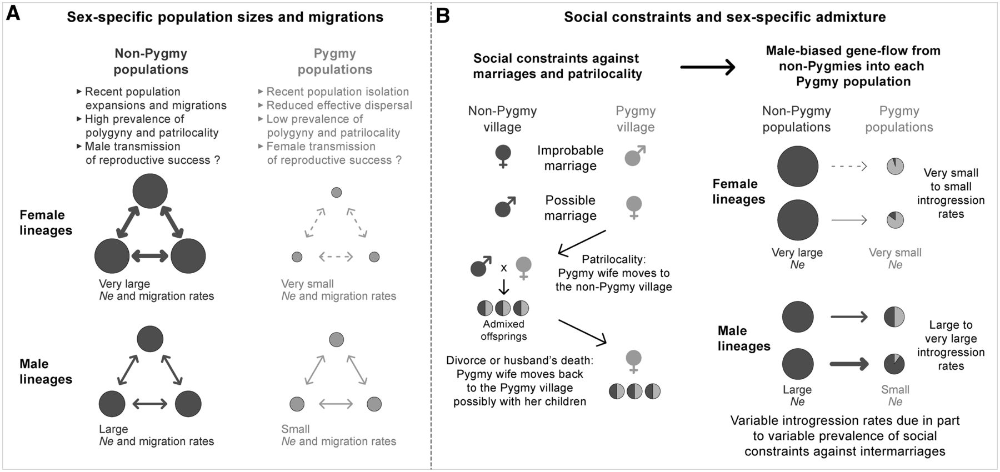 A
Sex-specific population sizes and migrations
Non-Pygmy
populations
▸ Recent population
expansions and migrations
▸ High prevalence of
polygyny and patrilocality
▸ Male transmission
of reproductive success ?
Pygmy
populations
▸ Recent population isolation
▸ Reduced effective dispersal
▸ Low prevalence of
polygyny and patrilocality
▸ Female transmission
of reproductive success ?
Female
lineages
Very large
Ne and migration rates
Very small
Ne and migration rates
Male
lineages
Large
Ne and migration rates
Small
Ne and migration rates
B
Social constraints and sex-specific admixture
Social constraints against
marriages and patrilocality
Non-Pygmy
village
Pygmy
village
Improbable
marriage
Possible
marriage
x
Patrilocality:
Pygmy wife moves to
the non-Pygmy village
Admixed
offsprings
Divorce or husband's death:
Pygmy wife moves back
to the Pygmy village
possibly with her children
Male-biased gene-flow from
non-Pygmies into each
Pygmy population
Non-Pygmy
populations
Pygmy
populations
Female
lineages
Very small
to small
introgression
rates
Very large
Ne
Very small
Ne
Male
lineages
Large to
very large
introgression
rates
Large
Ne
Small
Ne
Variable introgression rates due in part
to variable prevalence of social
constraints against intermarriages